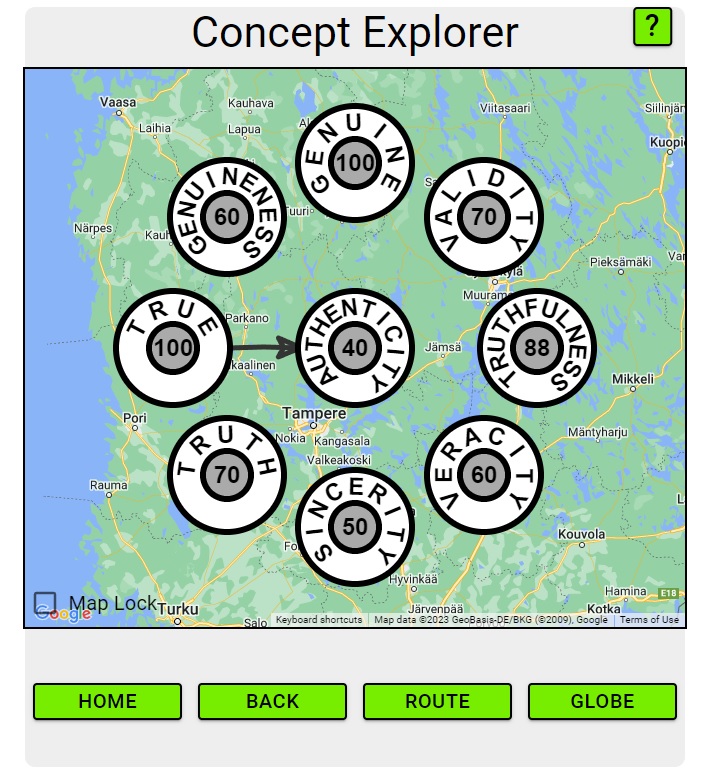 Concept Explorer
?
Vaasa
Kauhava
Viitasaari
Siilinjär
Laihia
Lapua
Al
GENUINE
100
Kuopi
GENUINENESS
60
Sa
VALIDITY
70
Närpes
Kauh
Tuuri
Pieksämäki
Var
kylä
Muuram
TRUE
100
Parkano
kaalinen
AUTHENTICITY
40
Jämsä
TRUTHFULNESS
88
Mikkeli
Pori
Tampere
Nokia
Kangasala
Mäntyharju
Valkeakoski
TRUTH
70
Rauma
SINCERITY
50
VERACITY
60
L
Fo
Kouvola
Hyvinkää
Hamina
E18
Map Lock
Google
Turku
Salo
Järvenpää
Kotka
Keyboard shortcuts
Map data ©2023 GeoBasis-DE/BKG (©2009), Google
Terms of Use
HOME
BACK
ROUTE
GLOBE